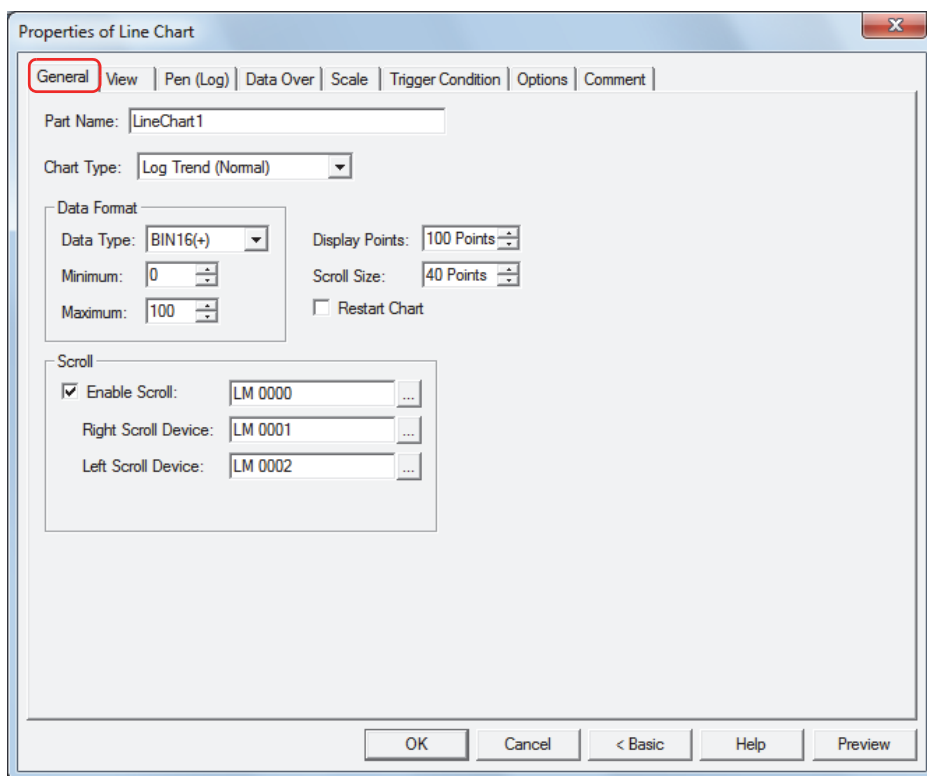 Properties of Line Chart
General View Pen (Log) Data Over Scale Trigger Condition Options Comment
Part Name: LineChart1
Chart Type: Log Trend (Normal)
Data Format
Data Type: BIN16(+)
Minimum: 0
Maximum: 100
Display Points: 100 Points
Scroll Size: 40 Points
Restart Chart
Scroll
Enable Scroll: LM 0000 ...
Right Scroll Device: LM 0001 ...
Left Scroll Device: LM 0002 ...
OK Cancel < Basic Help Preview